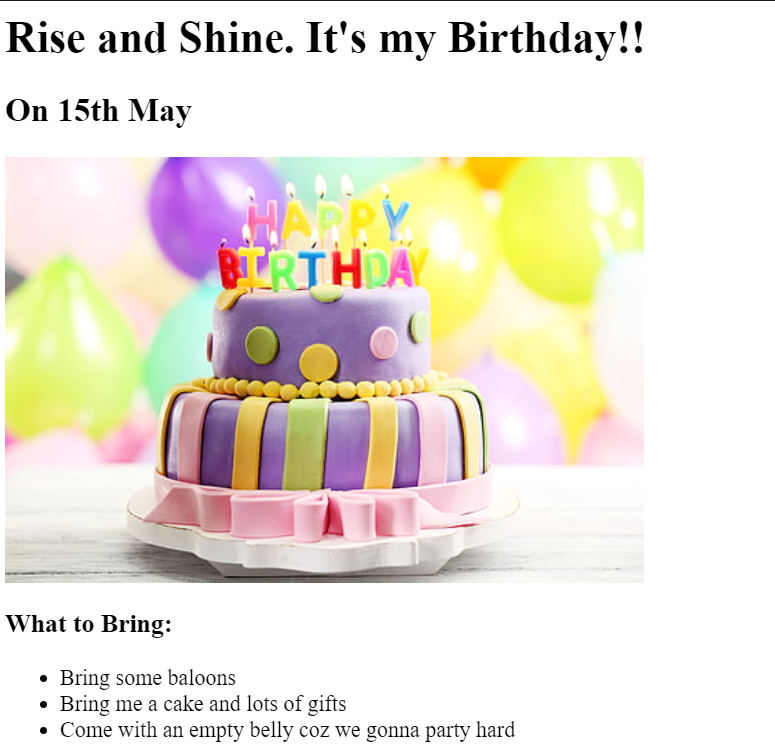 Rise and Shine. It's my Birthday!!
On 15th May
HAPPY
BIRTHDAY
What to Bring:
Bring some baloons
Bring me a cake and lots of gifts
Come with an empty belly coz we gonna party hard